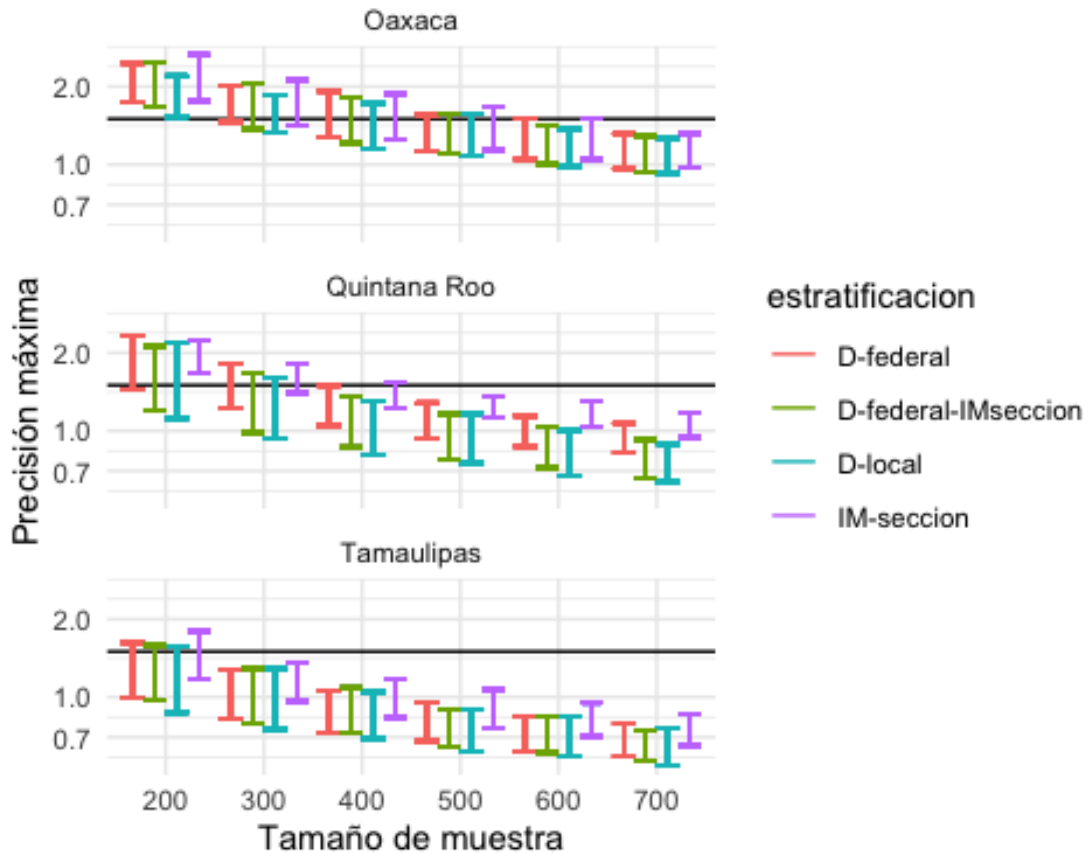 Oaxaca
2.0
1.0
0.7
Quintana Roo
2.0
1.0
0.7
Tamaulipas
2.0
1.0
0.7
200 300 400 500 600 700
Tamaño de muestra
Precisión máxima
estratificacion
D-federal
D-federal-IMseccion
D-local
IM-seccion